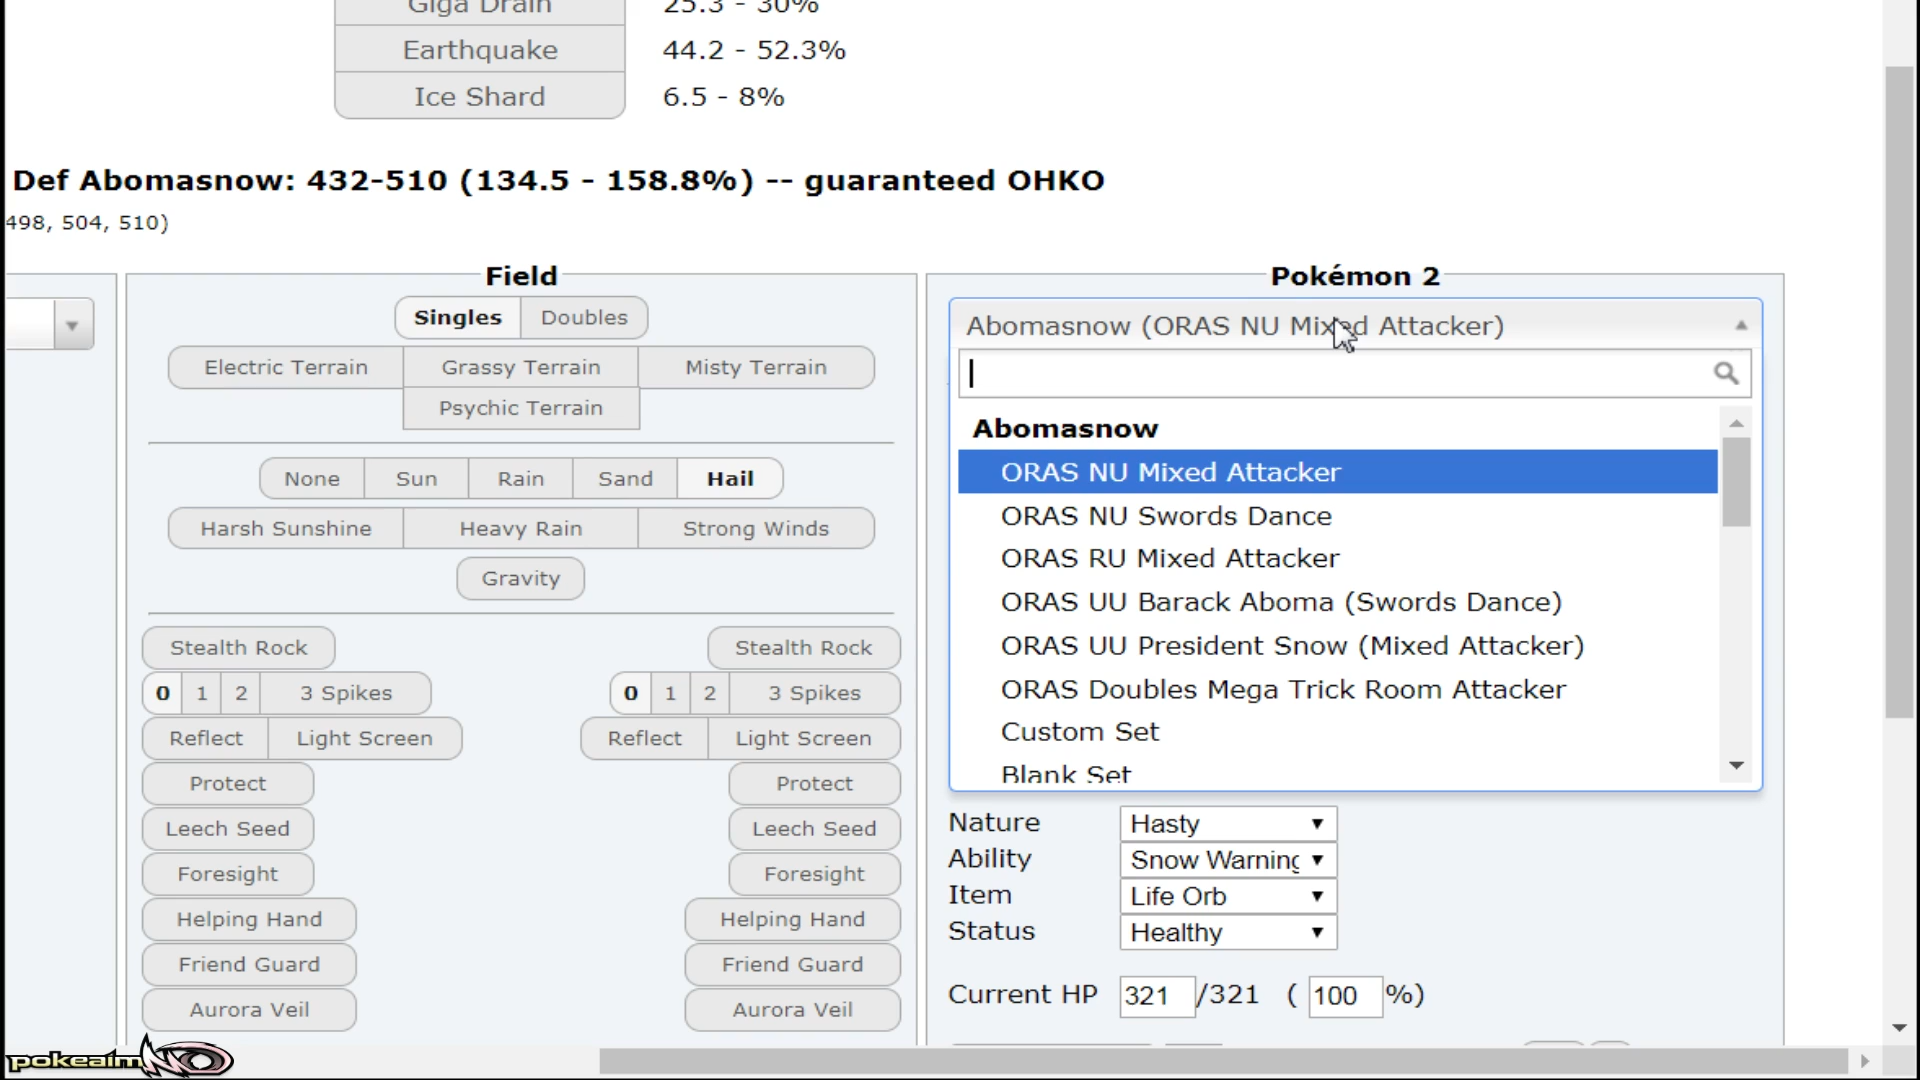 Giga Drain 25.3 - 30%
Earthquake 44.2 - 52.3%
Ice Shard 6.5 - 8%
Def Abomasnow: 432-510 (134.5 - 158.8%) -- guaranteed OHKO
498, 504, 510)
Field
Singles Doubles
Electric Terrain Grassy Terrain Misty Terrain
Psychic Terrain
None Sun Rain Sand Hail
Harsh Sunshine Heavy Rain Strong Winds
Gravity
Stealth Rock Stealth Rock
0 1 2 3 Spikes 0 1 2 3 Spikes
Reflect Light Screen Reflect Light Screen
Protect Protect
Leech Seed Leech Seed
Foresight Foresight
Helping Hand Helping Hand
Friend Guard Friend Guard
Aurora Veil Aurora Veil
Pokémon 2
Abomasnow (ORAS NU Mixed Attacker)
Abomasnow
ORAS NU Mixed Attacker
ORAS NU Swords Dance
ORAS RU Mixed Attacker
ORAS UU Barack Aboma (Swords Dance)
ORAS UU President Snow (Mixed Attacker)
ORAS Doubles Mega Trick Room Attacker
Custom Set
Blank Set
Nature Hasty
Ability Snow Warning
Item Life Orb
Status Healthy
Current HP 321/321 ( 100 %)
pokeaimMD